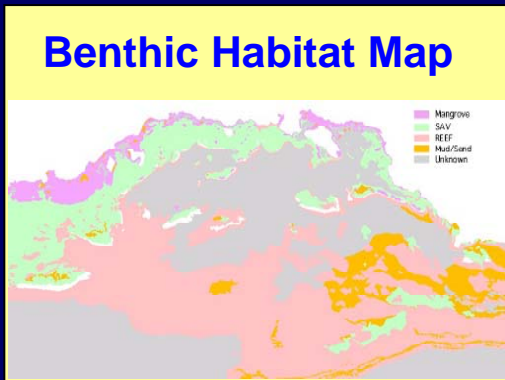 Benthic Habitat Map
Mangrove
SAV
REEF
Mud/Sand
Unknown